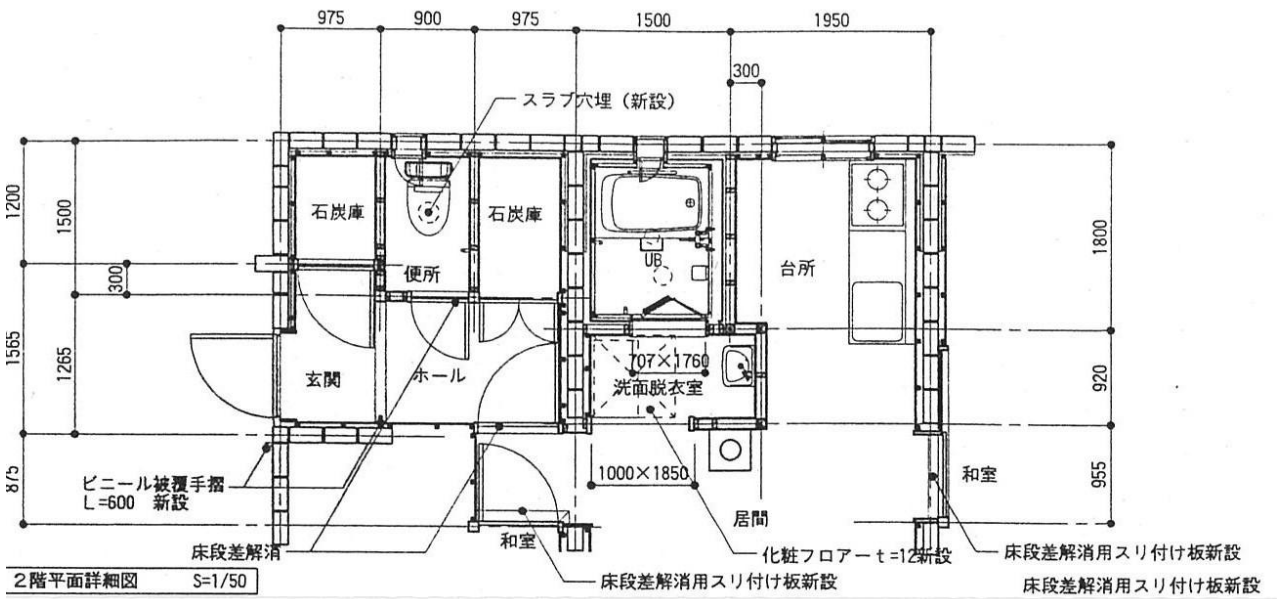 975 900 975 1500 1950
300
スラブ穴埋（新設）
1200
1500
300
1565
1265
875
石炭庫
便所
石炭庫
UB
台所
1800
920
955
玄関
ホール
707×1760
洗面脱衣室
1000×1850
ビニール被覆手摺
L=600 新設
和室
居間
和室
床段差解消
化粧フロアーｔ=12新設
床段差解消用スリ付け板新設
床段差解消用スリ付け板新設
床段差解消用スリ付け板新設
２階平面詳細図 S=1/50